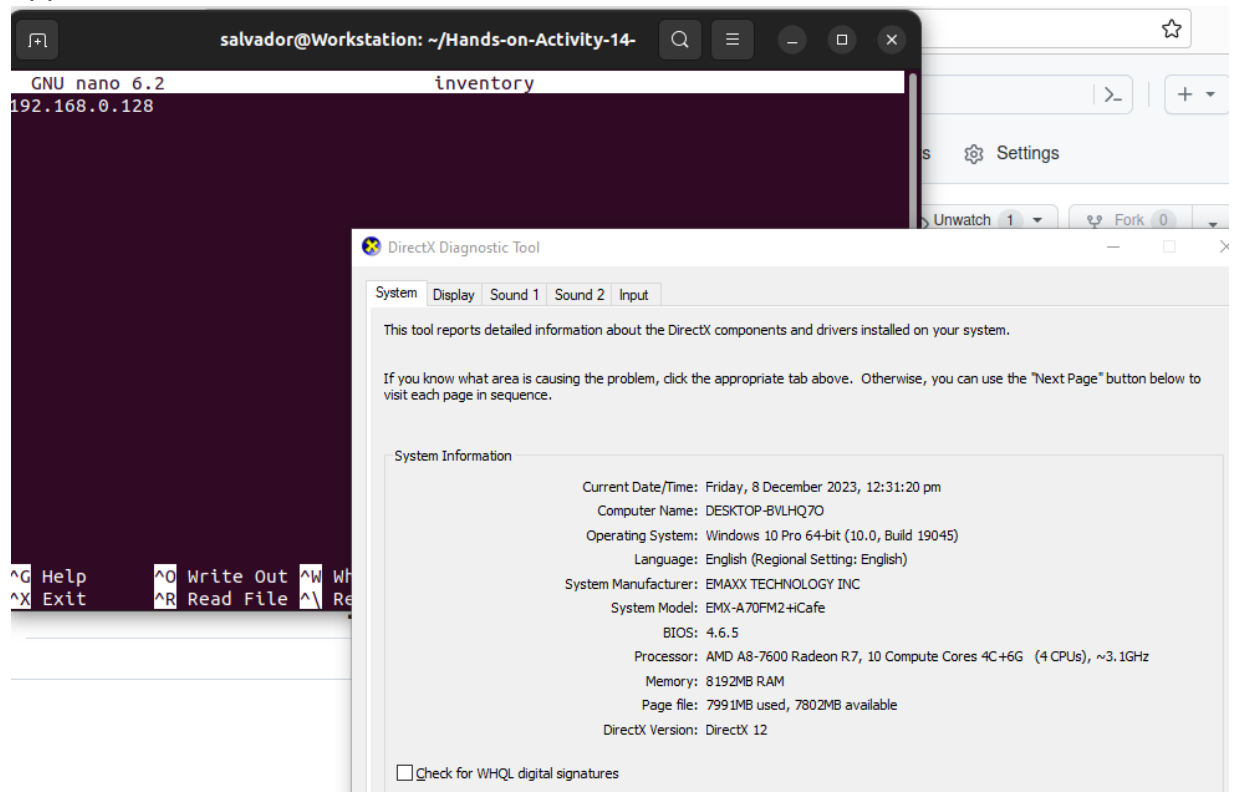 salvador@Workstation: ~/Hands-on-Activity-14-
GNU nano 6.2 inventory
192.168.0.128
^G Help ^O Write Out ^W Wh
^X Exit ^R Read File ^\ Re
>_ +
s Settings
Unwatch 1 Fork 0
DirectX Diagnostic Tool
System Display Sound 1 Sound 2 Input
This tool reports detailed information about the DirectX components and drivers installed on your system.
If you know what area is causing the problem, click the appropriate tab above. Otherwise, you can use the "Next Page" button below to
visit each page in sequence.
System Information
Current Date/Time: Friday, 8 December 2023, 12:31:20 pm
Computer Name: DESKTOP-BVLHQ7O
Operating System: Windows 10 Pro 64-bit (10.0, Build 19045)
Language: English (Regional Setting: English)
System Manufacturer: EMAXX TECHNOLOGY INC
System Model: EMX-A70FM2+iCafe
BIOS: 4.6.5
Processor: AMD A8-7600 Radeon R7, 10 Compute Cores 4C+6G (4 CPUs), ~3.1GHz
Memory: 8192MB RAM
Page file: 7991MB used, 7802MB available
DirectX Version: DirectX 12
Check for WHQL digital signatures